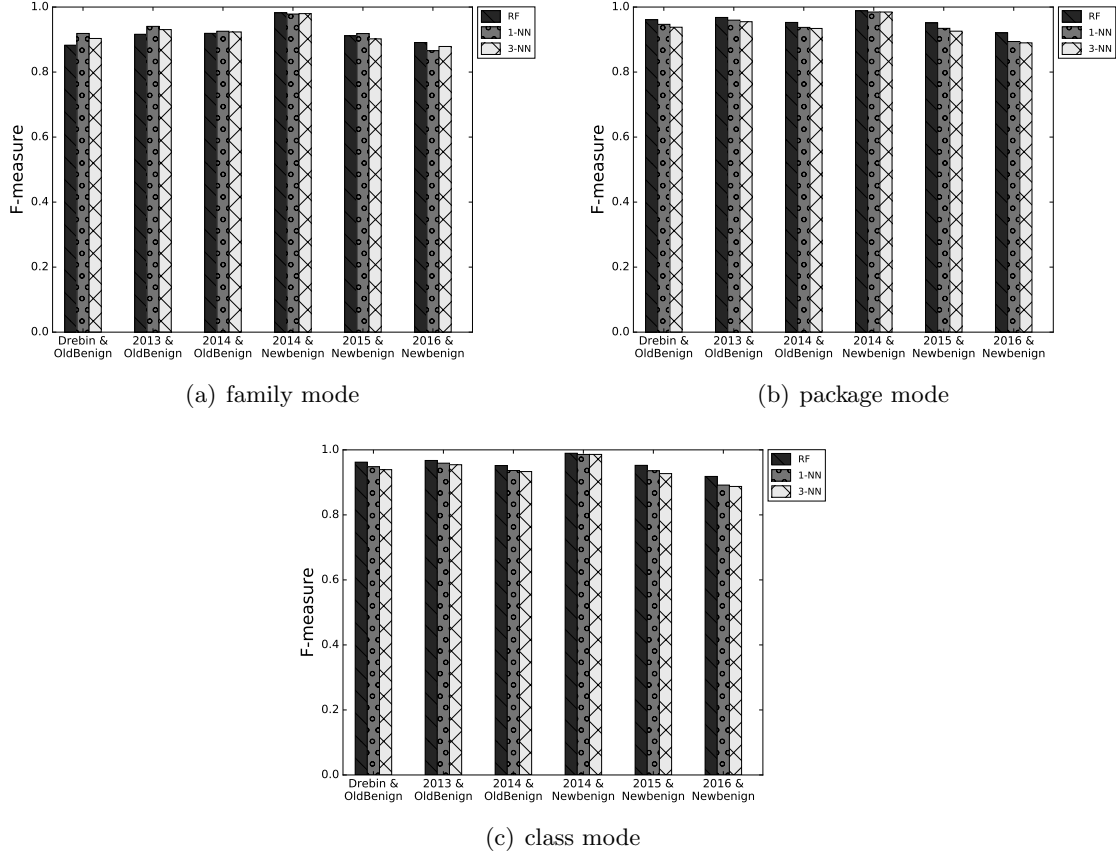 1.0
0.8
0.6
0.4
0.2
0.0
F-measure
Drebin &
OldBenign
2013 &
OldBenign
2014 &
OldBenign
2014 &
Newbenign
2015 &
Newbenign
2016 &
Newbenign
RF
1-NN
3-NN
(a) family mode
1.0
0.8
0.6
0.4
0.2
0.0
F-measure
Drebin &
OldBenign
2013 &
OldBenign
2014 &
OldBenign
2014 &
Newbenign
2015 &
Newbenign
2016 &
Newbenign
RF
1-NN
3-NN
(b) package mode
1.0
0.8
0.6
0.4
0.2
0.0
F-measure
Drebin &
OldBenign
2013 &
OldBenign
2014 &
OldBenign
2014 &
Newbenign
2015 &
Newbenign
2016 &
Newbenign
RF
1-NN
3-NN
(c) class mode